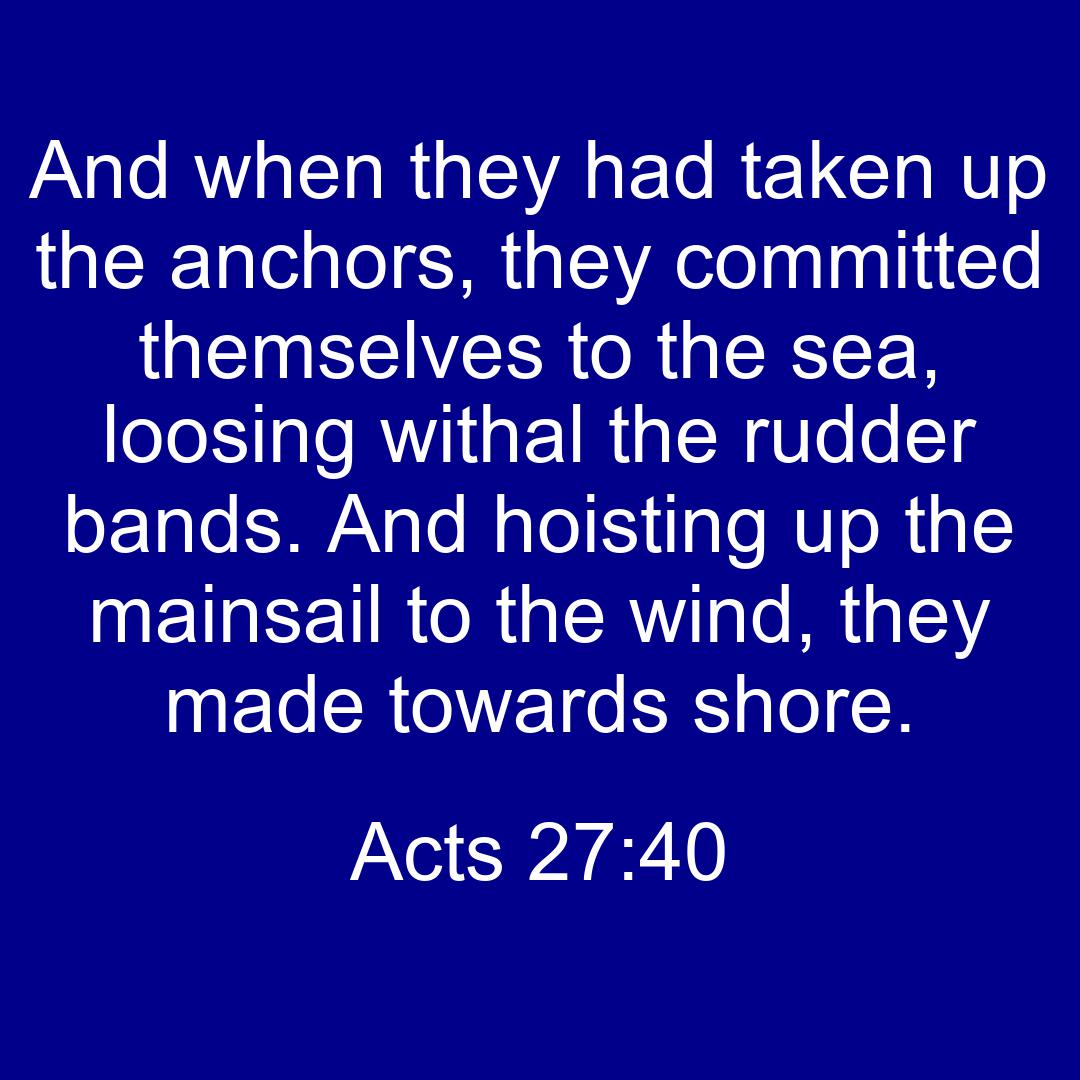 And when they had taken up
the anchors, they committed
themselves to the sea,
loosing withal the rudder
bands. And hoisting up the
mainsail to the wind, they
made towards shore.
Acts 27:40